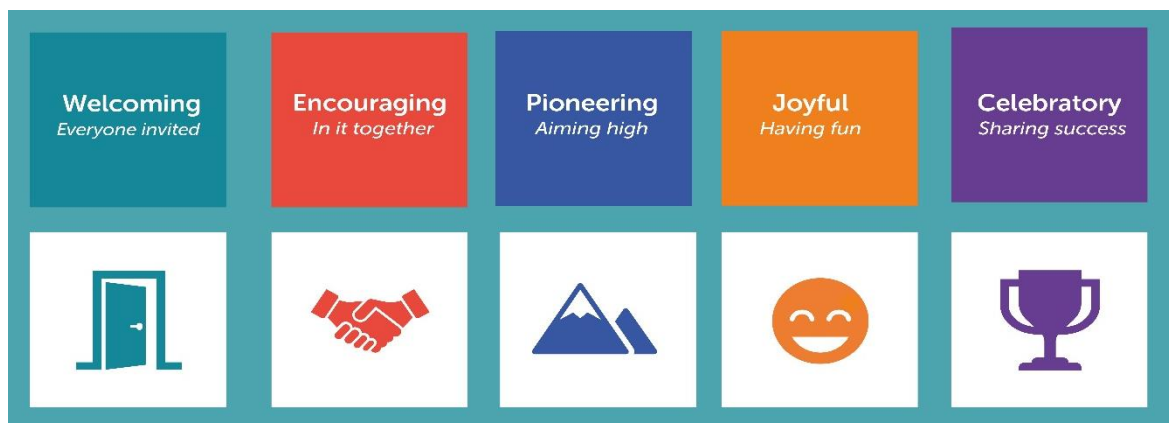 Welcoming
Everyone invited
Encouraging
In it together
Pioneering
Aiming high
Joyful
Having fun
Celebratory
Sharing success